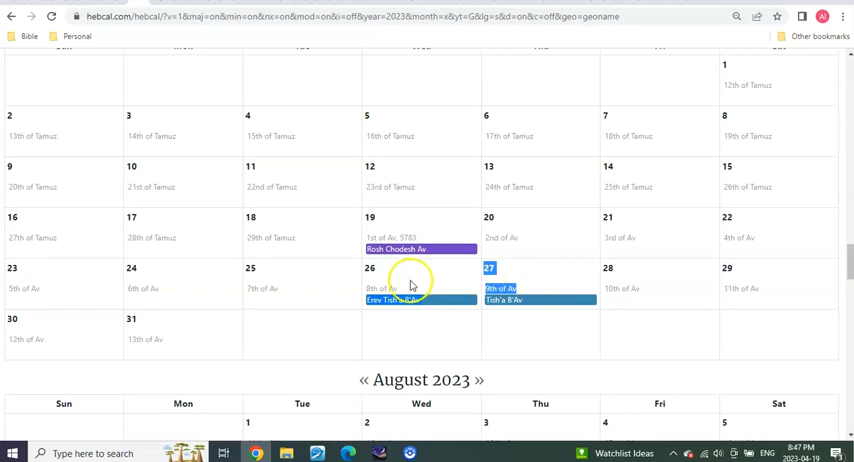 hebcal.com/hebcal/?v=1&maj=on&min=on&nx=on&mod=on&i=off&year=2023&month=x&yt=G&lg=s&d=on&c=off&geo=geoname
AI
Bible Personal Other bookmarks
1
12th of Tamuz
2 3 4 5 6 7 8
13th of Tamuz 14th of Tamuz 15th of Tamuz 16th of Tamuz 17th of Tamuz 18th of Tamuz 19th of Tamuz
9 10 11 12 13 14 15
20th of Tamuz 21st of Tamuz 22nd of Tamuz 23rd of Tamuz 24th of Tamuz 25th of Tamuz 26th of Tamuz
16 17 18 19 20 21 22
27th of Tamuz 28th of Tamuz 29th of Tamuz 1st of Av, 5783 2nd of Av 3rd of Av 4th of Av
Rosh Chodesh Av
23 24 25 26 27 28 29
5th of Av 6th of Av 7th of Av 8th of Av 9th of Av 10th of Av 11th of Av
Erev Tish'a B'Av Tish'a B'Av
30 31
12th of Av 13th of Av
« August 2023 »
Sun Mon Tue Wed Thu Fri Sat
1 2 3 4 5
Type here to search Watchlist Ideas ENG 8:47 PM
2023-04-19
3